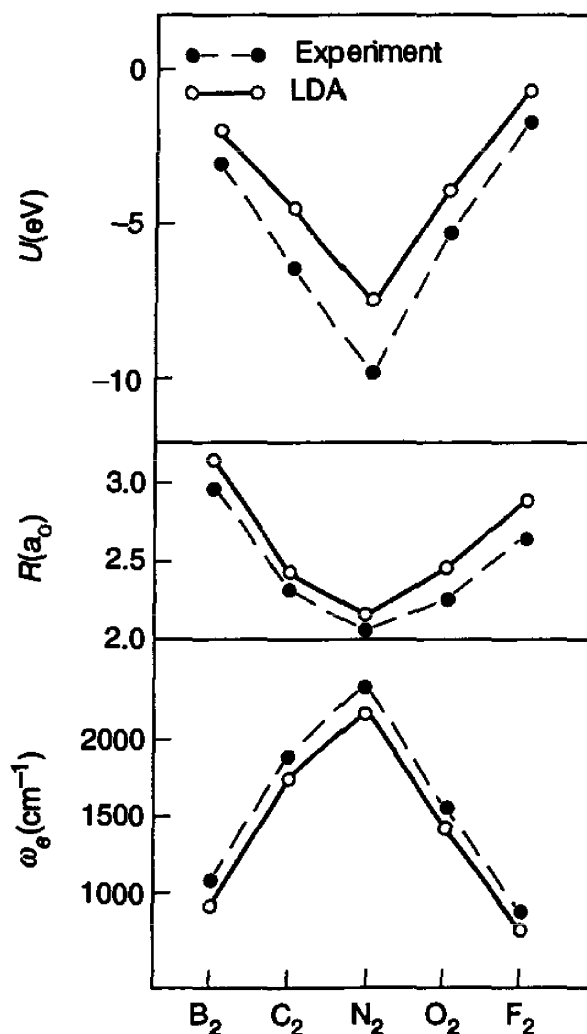 0
Experiment
LDA
U(eV)
−5
−10
3.0
R(a₀)
2.5
2.0
2000
ωₑ(cm⁻¹)
1500
1000
B₂ C₂ N₂ O₂ F₂